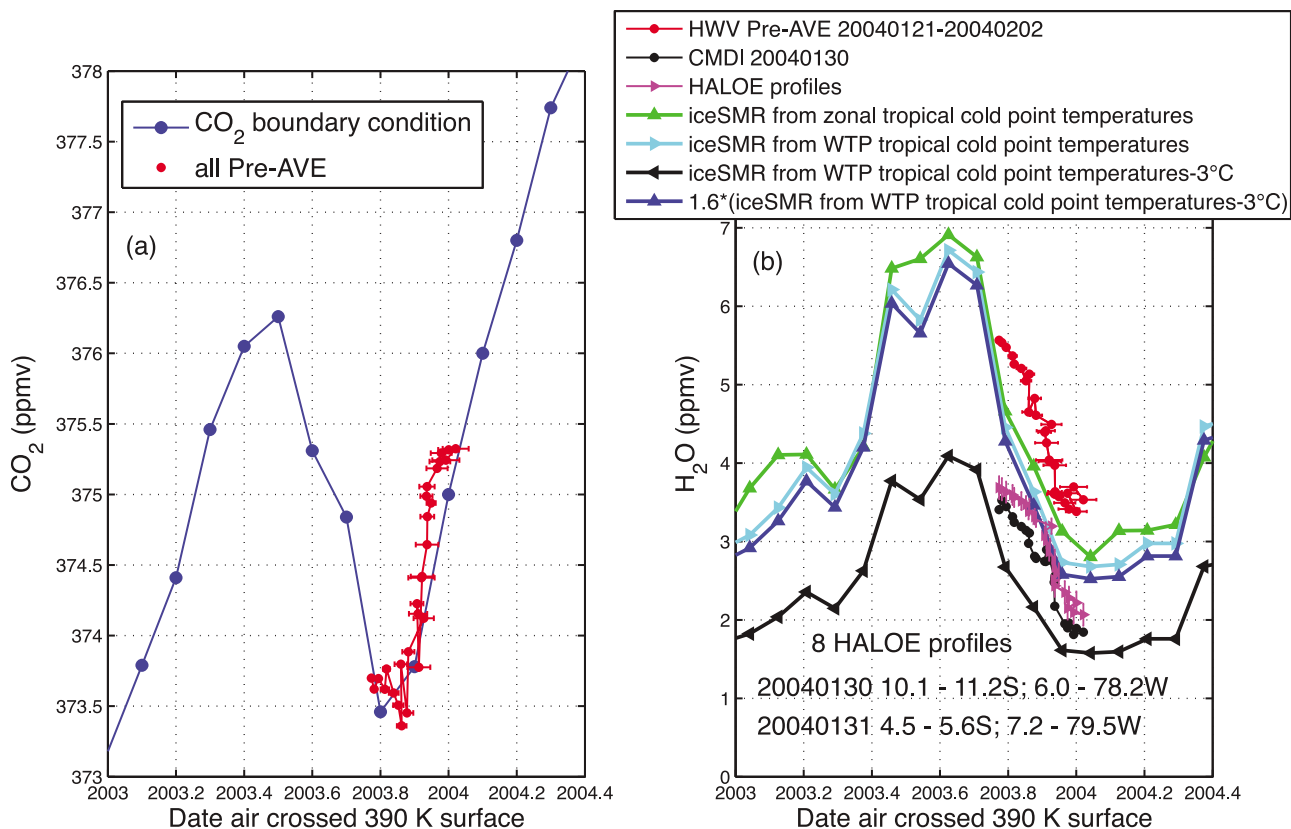 HWV Pre-AVE 20040121-20040202
CMDl 20040130
HALOE profiles
iceSMR from zonal tropical cold point temperatures
iceSMR from WTP tropical cold point temperatures
iceSMR from WTP tropical cold point temperatures-3°C
1.6*(iceSMR from WTP tropical cold point temperatures-3°C)
CO2 boundary condition
all Pre-AVE
(a)
378
377.5
377
376.5
376
375.5
375
374.5
374
373.5
373
CO2 (ppmv)
2003 2003.2 2003.4 2003.6 2003.8 2004 2004.2 2004.4
Date air crossed 390 K surface
(b)
7
6
5
4
3
2
1
0
H2O (ppmv)
8 HALOE profiles
20040130 10.1 - 11.2S; 6.0 - 78.2W
20040131 4.5 - 5.6S; 7.2 - 79.5W
2003 2003.2 2003.4 2003.6 2003.8 2004 2004.2 2004.4
Date air crossed 390 K surface